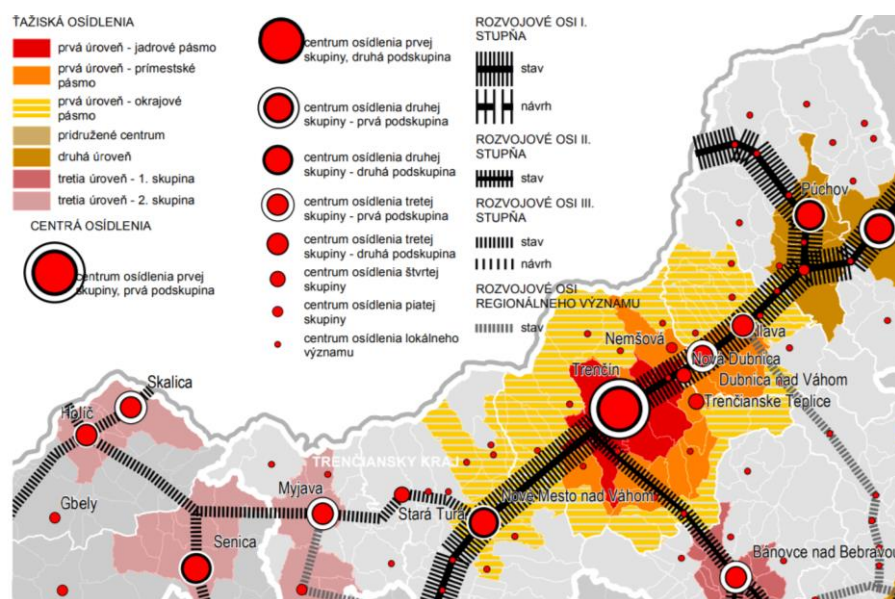 ŤAŽISKÁ OSÍDLENIA
prvá úroveň - jadrové pásmo
prvá úroveň - prímestské
pásmo
prvá úroveň - okrajové
pásmo
pridružené centrum
druhá úroveň
tretia úroveň - 1. skupina
tretia úroveň - 2. skupina
CENTRÁ OSÍDLENIA
centrum osídlenia prvej
skupiny, prvá podskupina
centrum osídlenia prvej
skupiny, druhá podskupina
centrum osídlenia druhej
skupiny - prvá podskupina
centrum osídlenia druhej
skupiny - druhá podskupina
centrum osídlenia tretej
skupiny - prvá podskupina
centrum osídlenia tretej
skupiny - druhá podskupina
centrum osídlenia štvrtej
skupiny
centrum osídlenia piatej
skupiny
centrum osídlenia lokálneho
významu
ROZVOJOVÉ OSI I.
STUPŇA
stav
návrh
ROZVOJOVÉ OSI II.
STUPŇA
stav
ROZVOJOVÉ OSI III.
STUPŇA
stav
návrh
ROZVOJOVÉ OSI
REGIONÁLNEHO VÝZNAMU
stav
Púchov
Ilava
Nemšová
Nová Dubnica
Trenčín
Dubnica nad Váhom
Trenčianske Teplice
Skalica
Holíč
TRENČIANSKY KRAJ
Gbely
Myjava
Stará Turá
Nové Mesto nad Váhom
Senica
Bánovce nad Bebravou